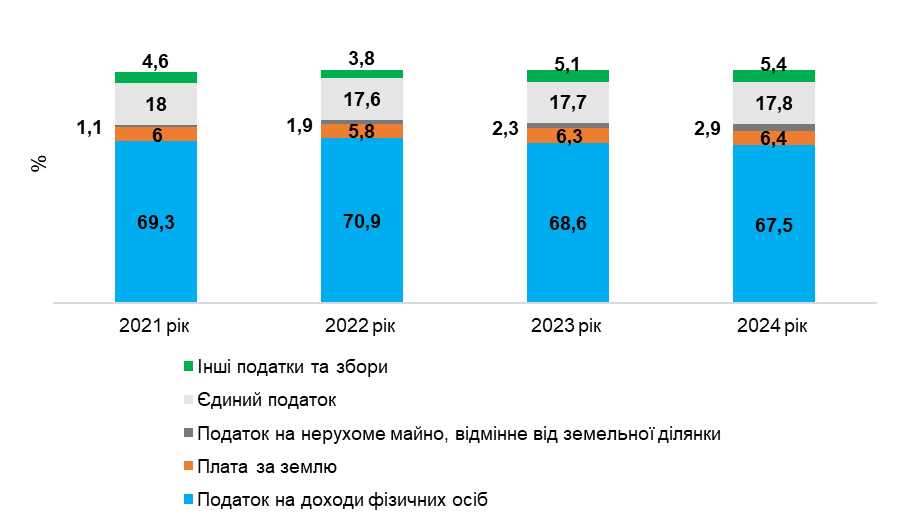 4,6
3,8
5,1
5,4
18
17,6
17,7
17,8
1,1
1,9
2,3
2,9
6
5,8
6,3
6,4
%
69,3
70,9
68,6
67,5
2021 рік
2022 рік
2023 рік
2024 рік
Інші податки та збори
Єдиний податок
Податок на нерухоме майно, відмінне від земельної ділянки
Плата за землю
Податок на доходи фізичних осіб